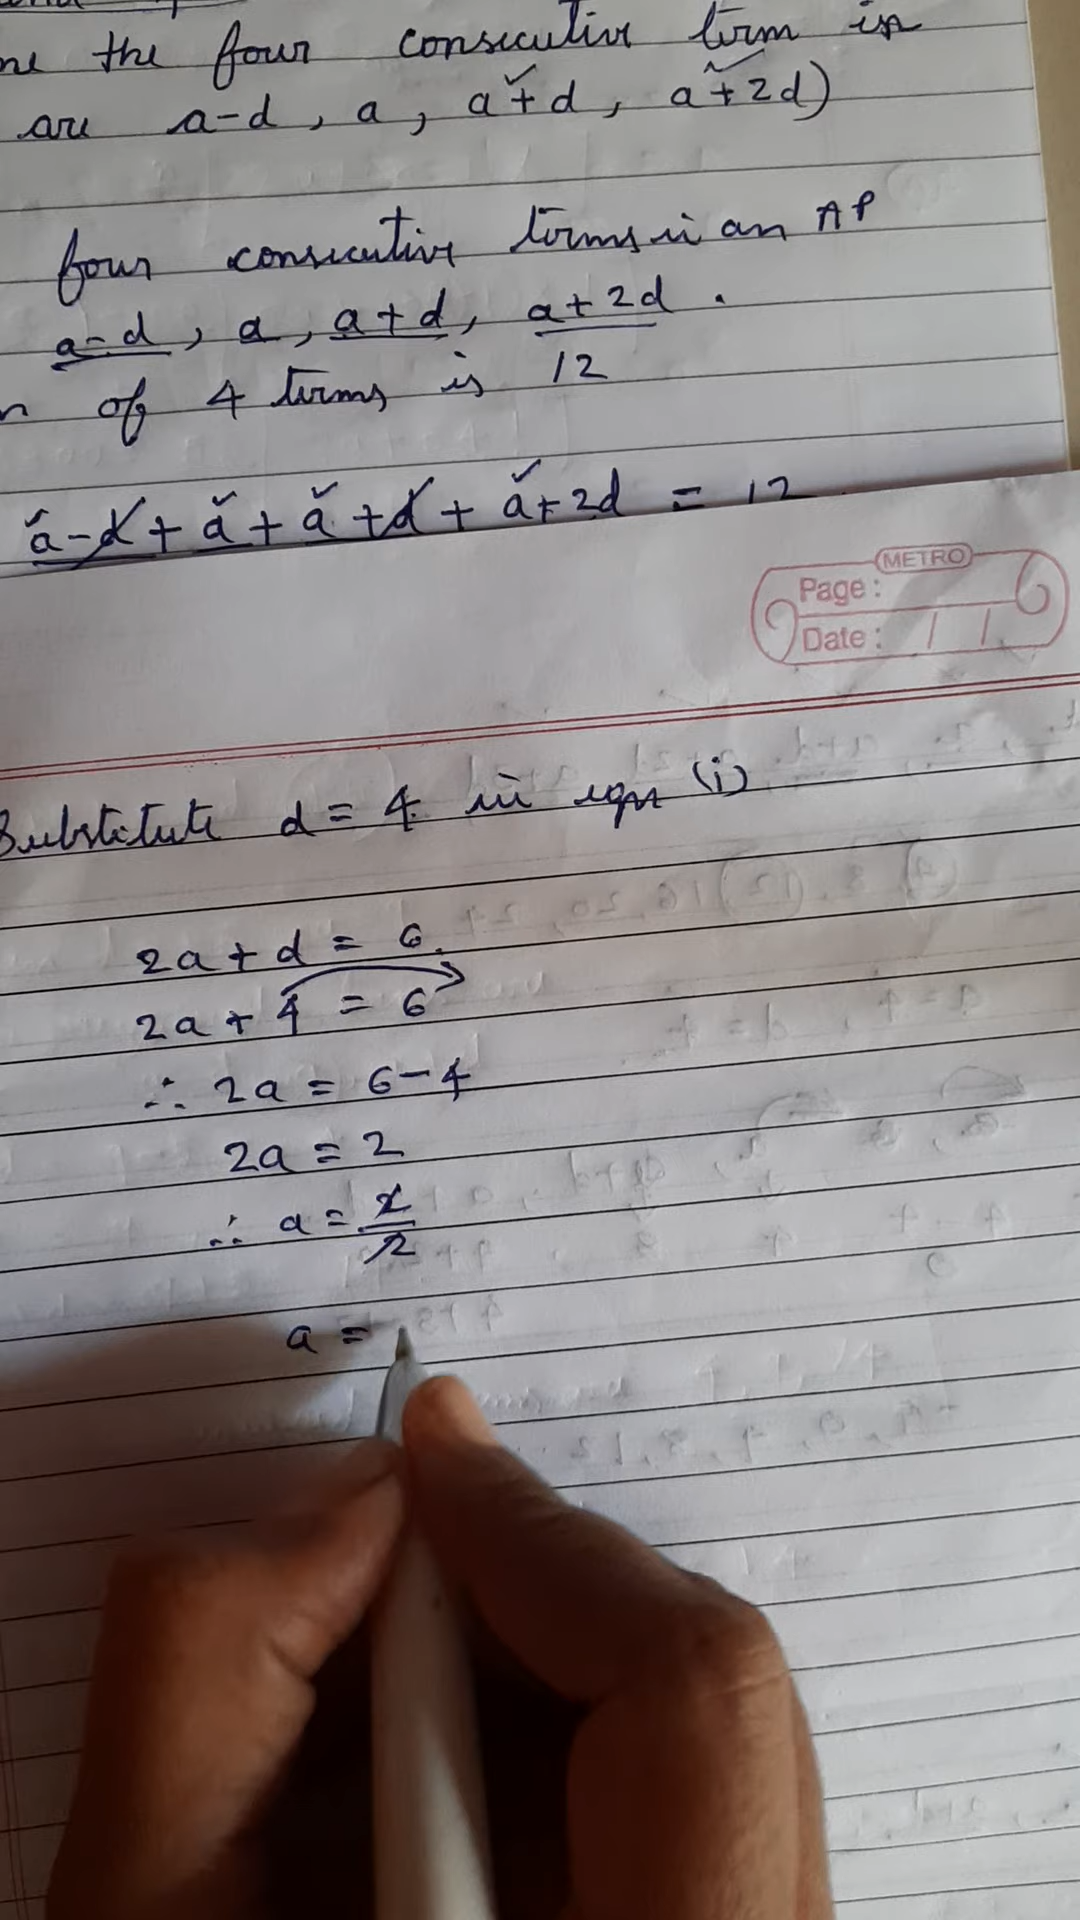 the four consecutive term in
are a-d, a, a+d, a+2d)
four consecutive terms in an AP
a-d, a, a+d, a+2d.
of 4 terms is 12
a-d+a+a+d+a+2d = 12
METRO
Page :
Date : / /
Substitute d = 4 in eqn (i)
2a + d = 6
2a + 4 = 6
∴ 2a = 6-4
2a = 2
∴ a = 2/2
a =